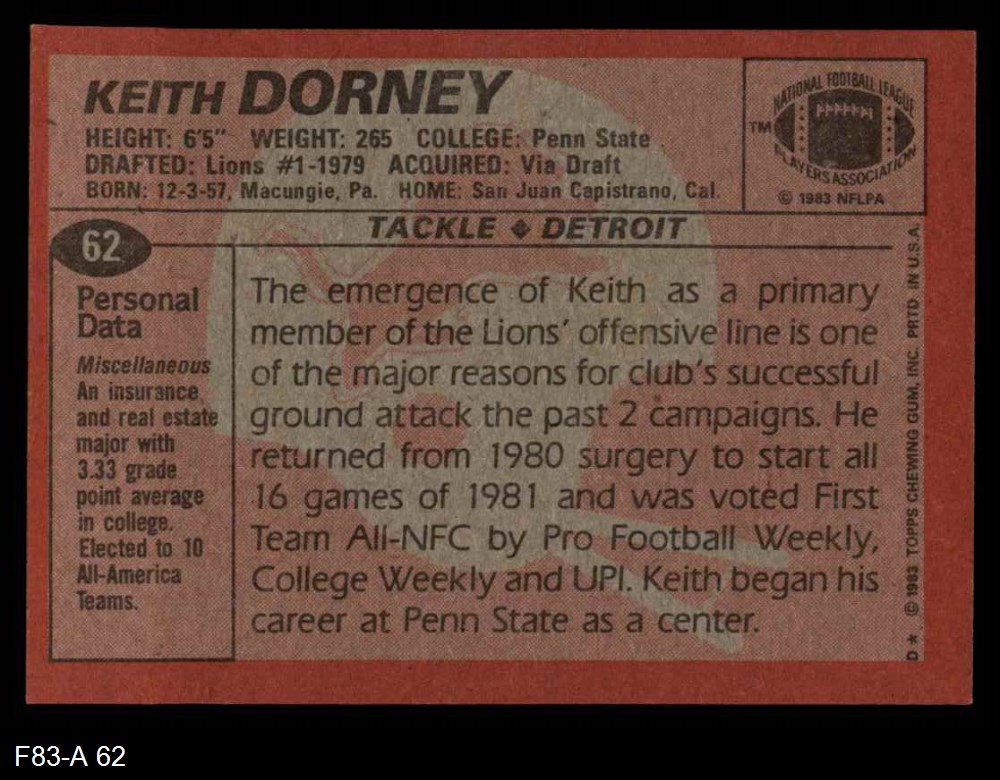 KEITH DORNEY
HEIGHT: 6'5" WEIGHT: 265 COLLEGE: Penn State
DRAFTED: Lions #1-1979 ACQUIRED: Via Draft
BORN: 12-3-57, Macungie, Pa. HOME: San Juan Capistrano, Cal.
NATIONAL FOOTBALL LEAGUE
TM
PLAYERS ASSOCIATION
© 1983 NFLPA
TACKLE ◆ DETROIT
62
Personal
Data
Miscellaneous
An insurance
and real estate
major with
3.33 grade
point average
in college.
Elected to 10
All-America
Teams.
The emergence of Keith as a primary
member of the Lions' offensive line is one
of the major reasons for club's successful
ground attack the past 2 campaigns. He
returned from 1980 surgery to start all
16 games of 1981 and was voted First
Team All-NFC by Pro Football Weekly,
College Weekly and UPI. Keith began his
career at Penn State as a center.
D* © 1983 TOPPS CHEWING GUM, INC. PRTD IN U.S.A.
F83-A 62